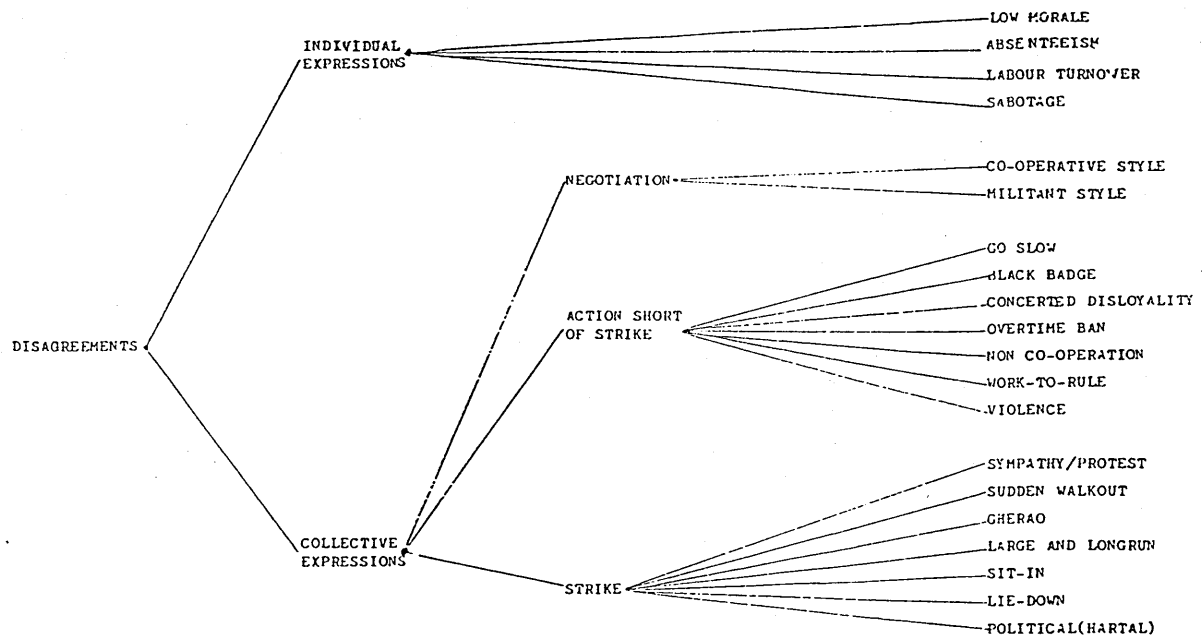 DISAGREEMENTS
INDIVIDUAL
EXPRESSIONS
LOW MORALE
ABSENTEEISM
LABOUR TURNOVER
SABOTAGE
COLLECTIVE
EXPRESSIONS
NEGOTIATION
CO-OPERATIVE STYLE
MILITANT STYLE
ACTION SHORT
OF STRIKE
GO SLOW
BLACK BADGE
CONCERTED DISLOYALITY
OVERTIME BAN
NON CO-OPERATION
WORK-TO-RULE
VIOLENCE
STRIKE
SYMPATHY/PROTEST
SUDDEN WALKOUT
GHERAO
LARGE AND LONGRUN
SIT-IN
LIE-DOWN
POLITICAL(HARTAL)